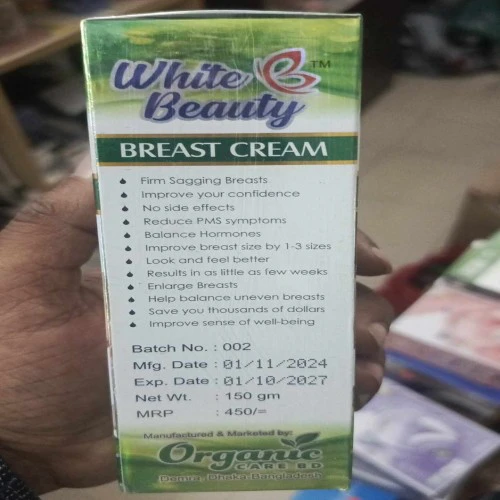 White B™
Beauty
BREAST CREAM
Firm Sagging Breasts
Improve your confidence
No side effects
Reduce PMS symptoms
Balance Hormones
Improve breast size by 1-3 sizes
Look and feel better
Results in as little as few weeks
Enlarge Breasts
Help balance uneven breasts
Save you thousands of dollars
Improve sense of well-being
Batch No. : 002
Mfg. Date : 01/11/2024
Exp. Date : 01/10/2027
Net Wt. : 150 gm
MRP : 450/=
Manufactured & Marketed by:
Organic
CARE BD
Demra, Dhaka-Bangladesh